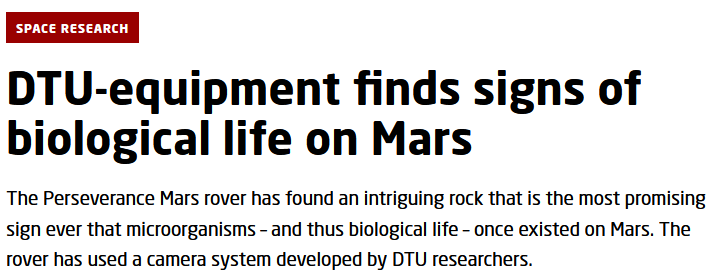 SPACE RESEARCH
DTU-equipment finds signs of
biological life on Mars
The Perseverance Mars rover has found an intriguing rock that is the most promising
sign ever that microorganisms – and thus biological life – once existed on Mars. The
rover has used a camera system developed by DTU researchers.